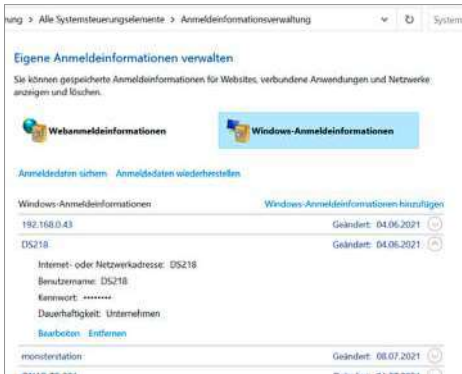 nung > Alle Systemsteuerungselemente > Anmeldeinformationsverwaltung
System
Eigene Anmeldeinformationen verwalten
Sie können gespeicherte Anmeldeinformationen für Websites, verbundene Anwendungen und Netzwerke
anzeigen und löschen.
Webanmeldeinformationen
Windows-Anmeldeinformationen
Anmeldedaten sichern Anmeldedaten wiederherstellen
Windows-Anmeldeinformationen Windows-Anmeldeinformationen hinzufügen
192.168.0.43 Geändert: 04.06.2021
DS218 Geändert: 04.06.2021
Internet- oder Netzwerkadresse: DS218
Benutzername: DS218
Kennwort: ••••••••
Dauerhaftigkeit: Unternehmen
Bearbeiten Entfernen
monsterstation Geändert: 08.07.2021